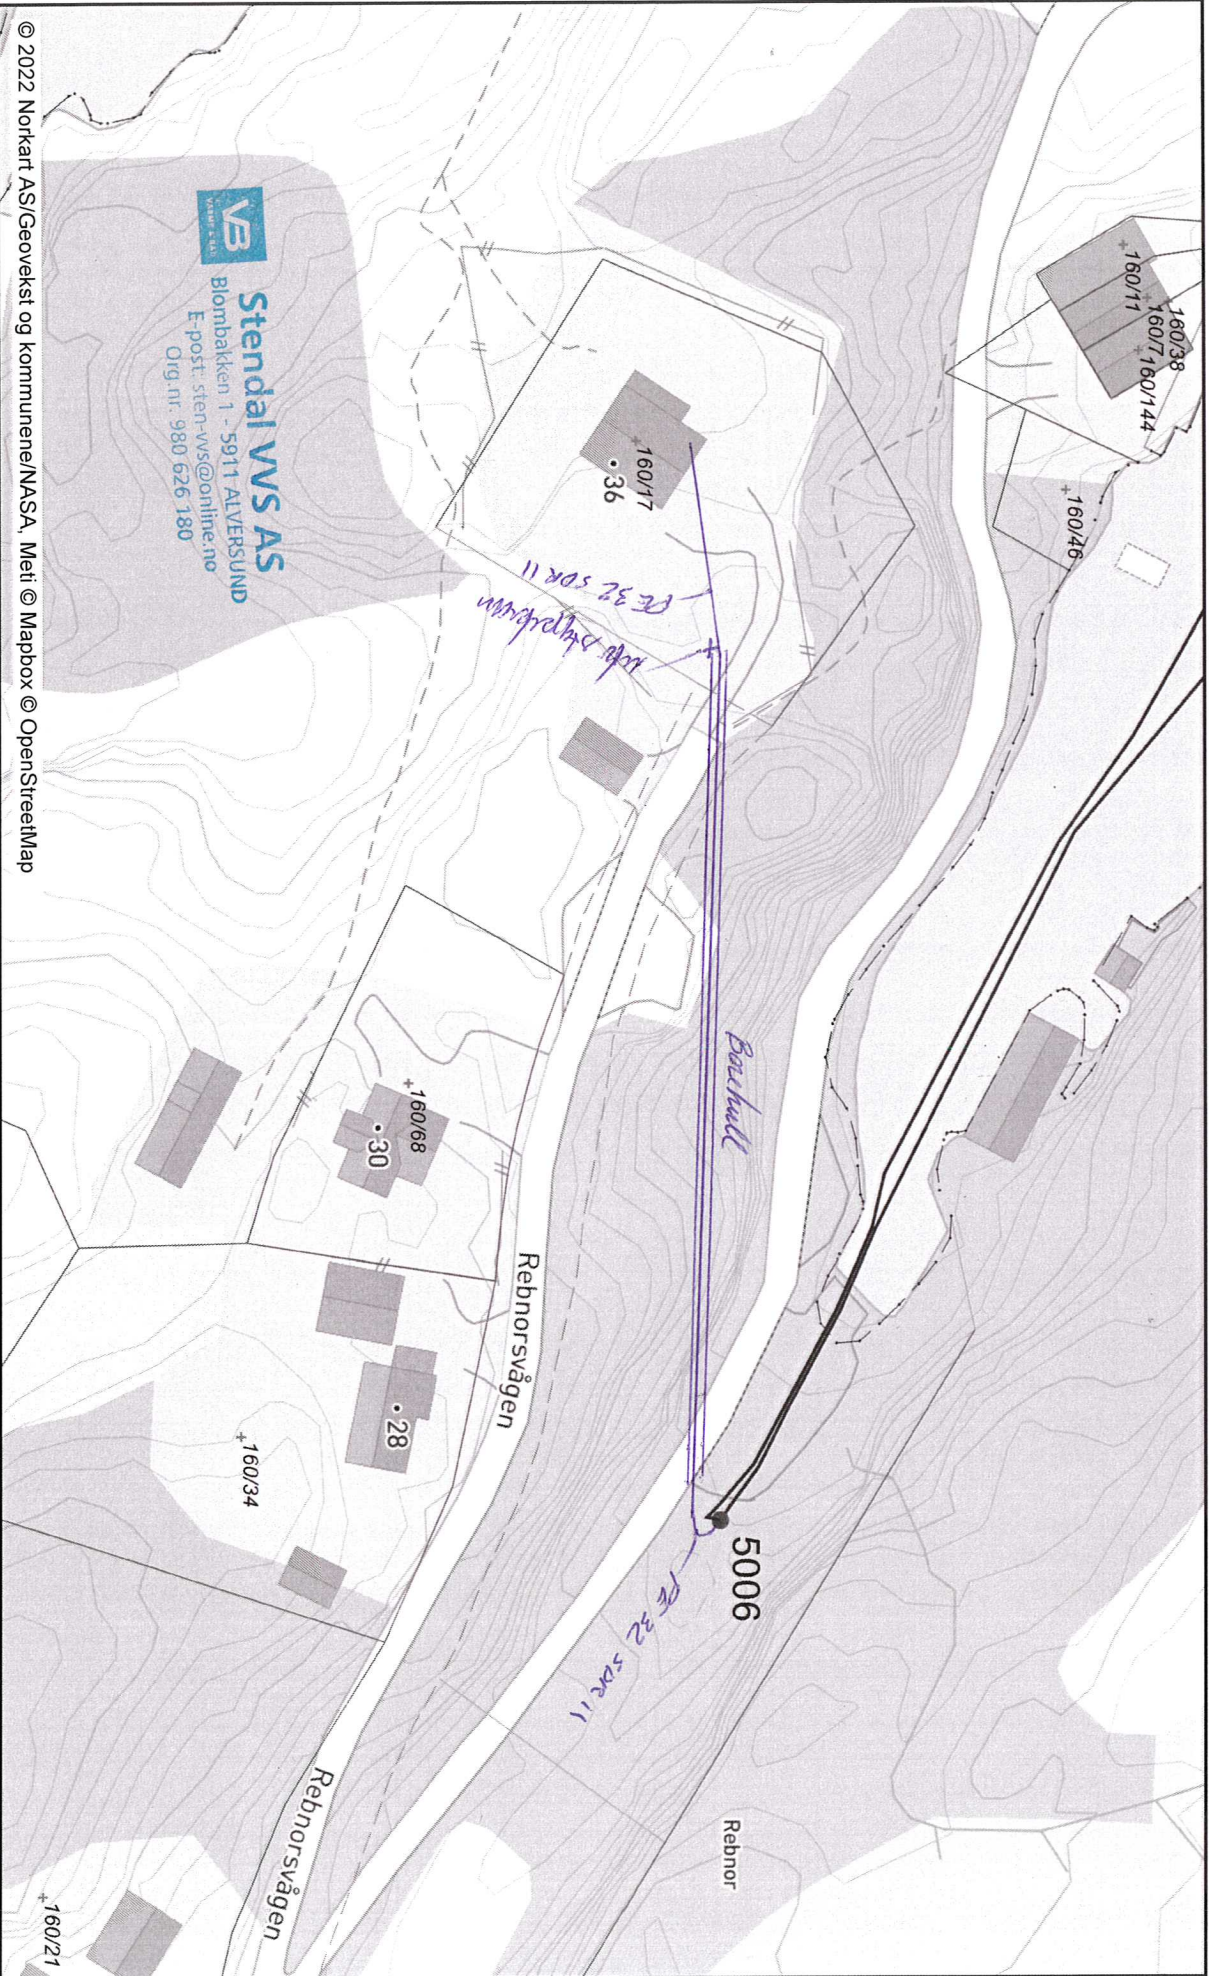 160/38
160/7
160/11
160/144
160/46
160/17
36
PE 32 SDR 11
Borehull
5006
PE 32 SDR 11
Rebnor
160/68
30
Rebnorsvågen
28
160/34
Rebnorsvågen
160/21
VB
VARME & BAD
Stendal VVS AS
Blombakken 1 - 5911 ALVERSUND
E-post: sten-vvs@online.no
Org.nr. 980 626 180
© 2022 Norkart AS/Geovekst og kommunene/NASA, Meti © Mapbox © OpenStreetMap